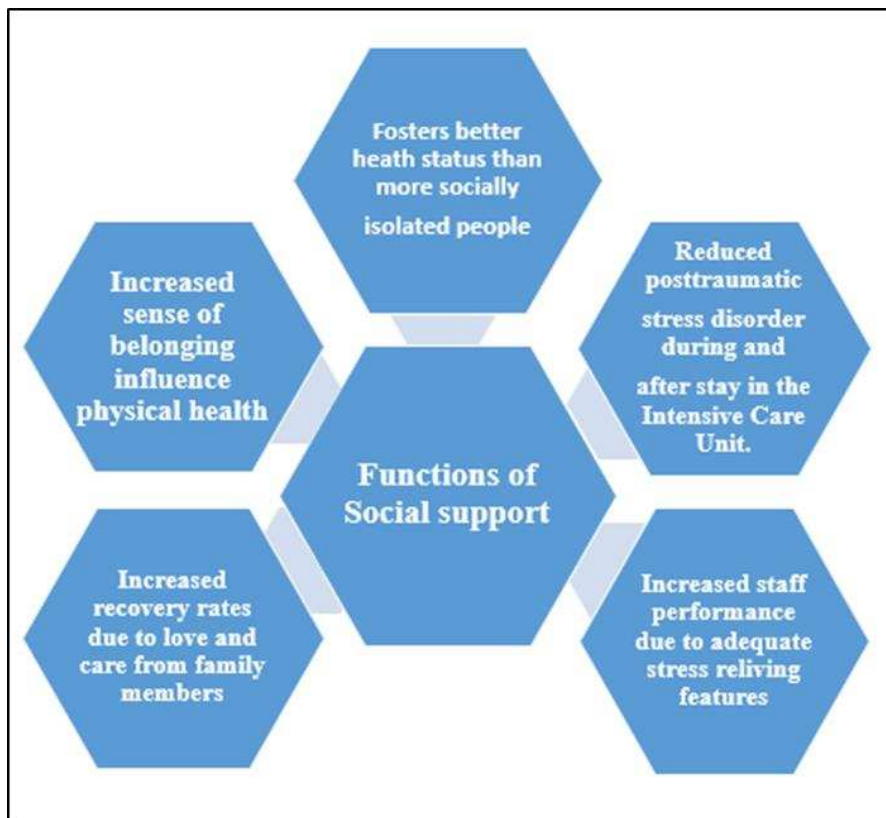 Fosters better
heath status than
more socially
isolated people
Reduced
posttraumatic
stress disorder
during and
after stay in the
Intensive Care
Unit.
Increased
sense of
belonging
influence
physical health
Functions of
Social support
Increased
recovery rates
due to love and
care from family
members
Increased staff
performance
due to adequate
stress reliving
features